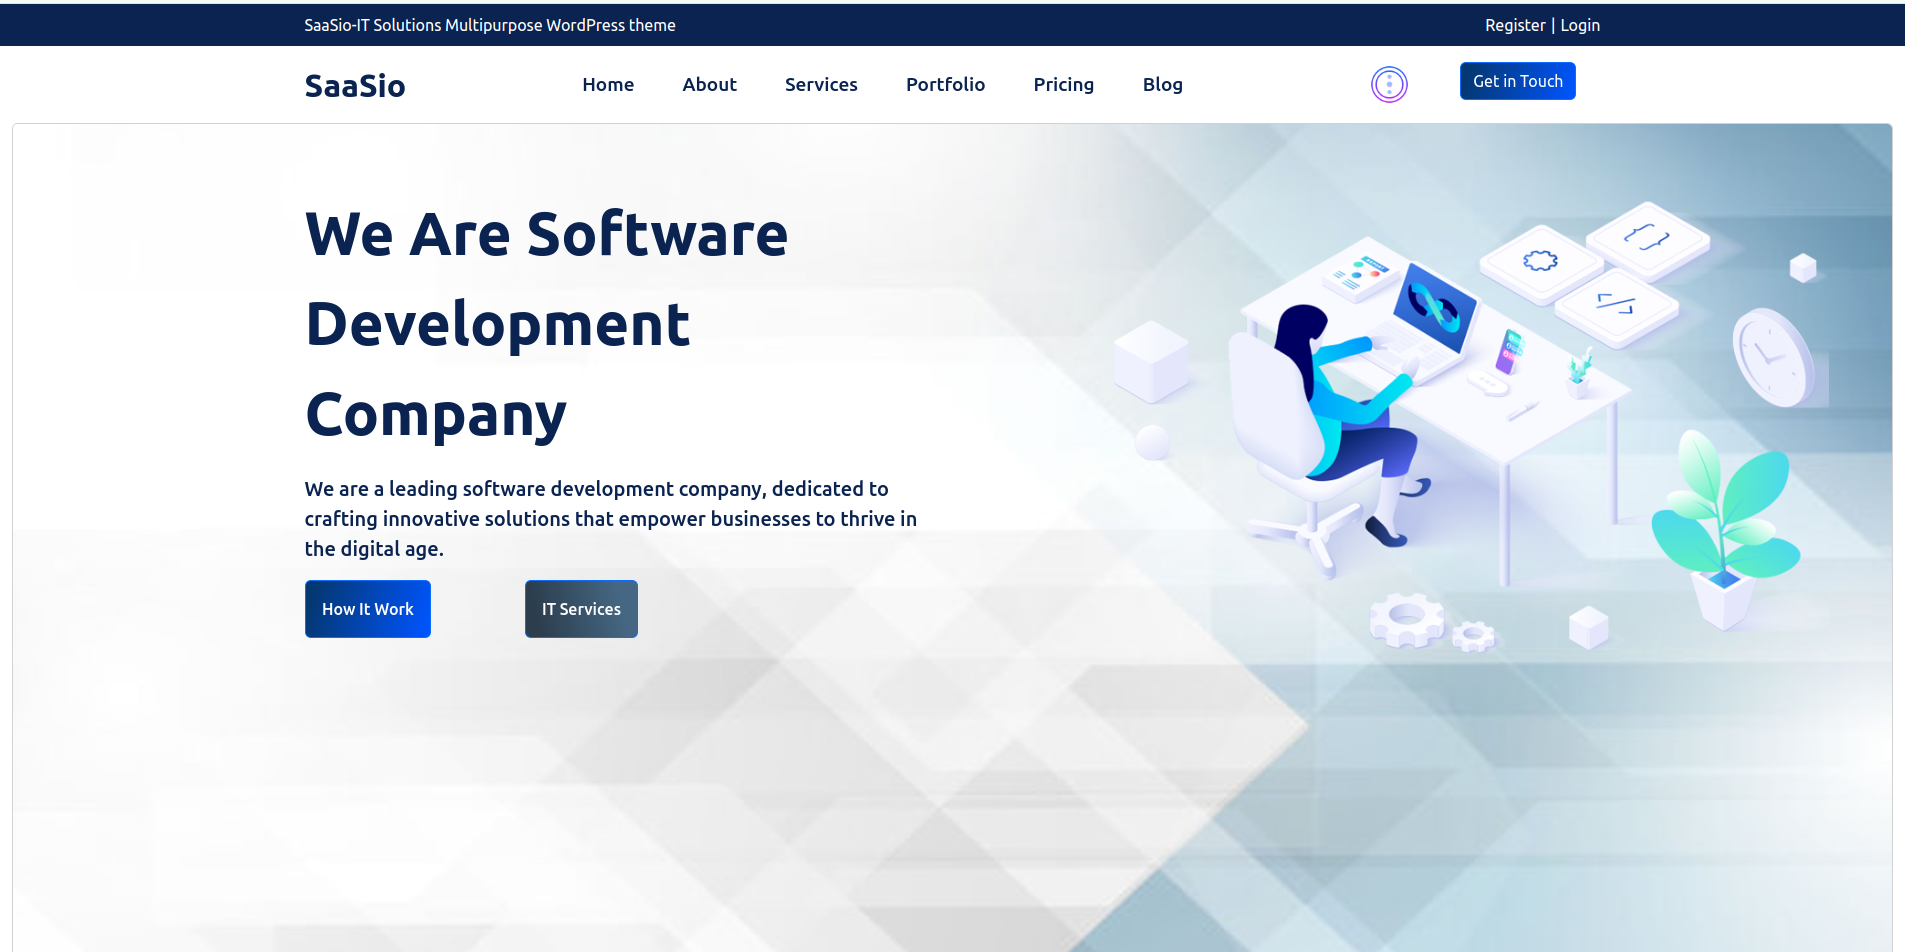 SaaSio-IT Solutions Multipurpose WordPress theme
Register | Login
SaaSio
Home
About
Services
Portfolio
Pricing
Blog
Get in Touch
We Are Software
Development
Company
We are a leading software development company, dedicated to
crafting innovative solutions that empower businesses to thrive in
the digital age.
How It Work
IT Services
{ }
</>